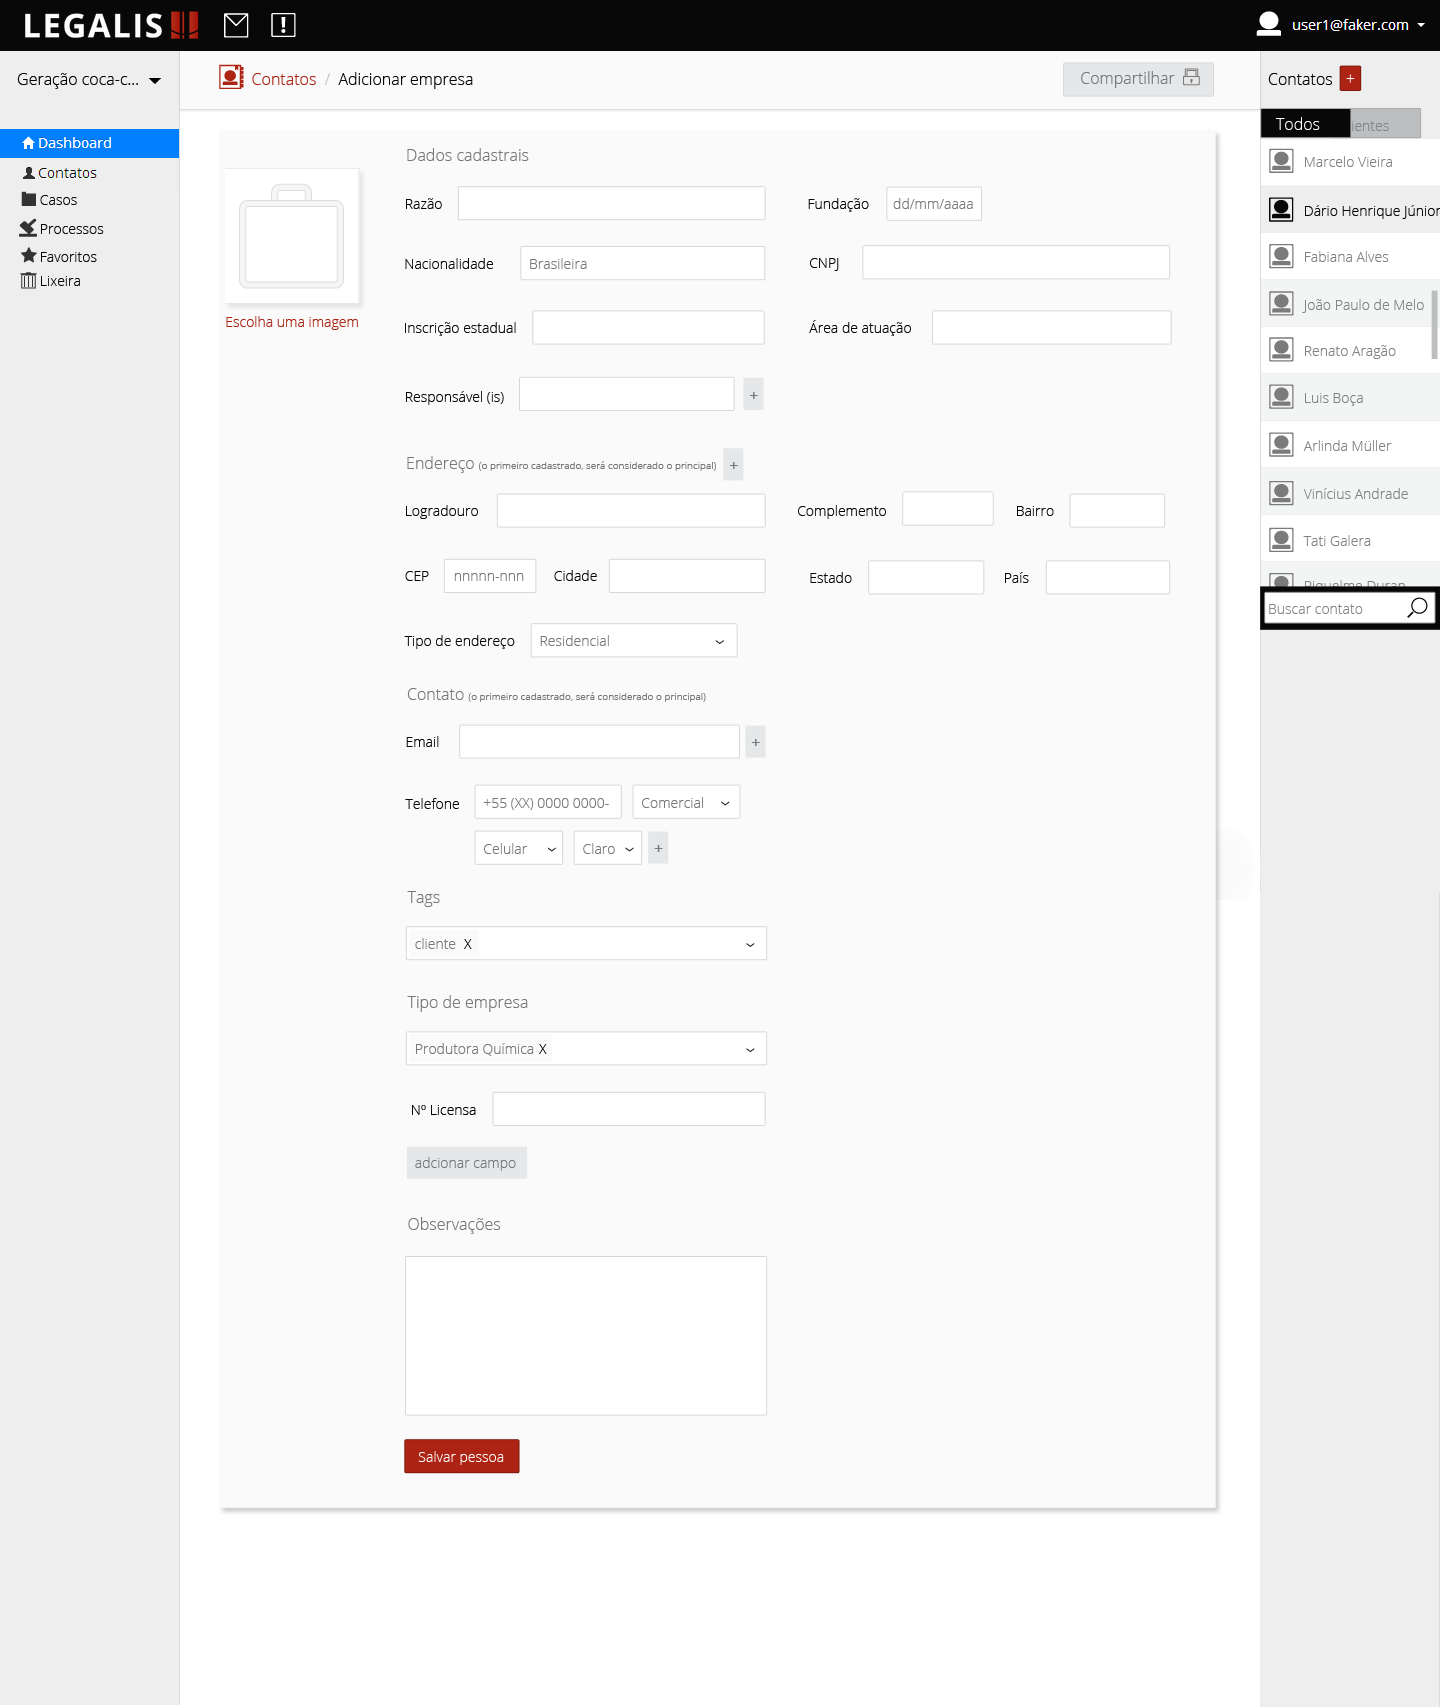 LEGALIS
user1@faker.com
Geração coca-c...
Contatos / Adicionar empresa
Compartilhar
Contatos +
Dashboard
Contatos
Casos
Processos
Favoritos
Lixeira
Escolha uma imagem
Dados cadastrais
Razão
Fundação dd/mm/aaaa
Nacionalidade Brasileira
CNPJ
Inscrição estadual
Área de atuação
Responsável (is) +
Endereço (o primeiro cadastrado, será considerado o principal) +
Logradouro
Complemento
Bairro
CEP nnnnn-nnn
Cidade
Estado
País
Tipo de endereço Residencial
Contato (o primeiro cadastrado, será considerado o principal)
Email +
Telefone +55 (XX) 0000 0000- Comercial
Celular Claro +
Tags
cliente X
Tipo de empresa
Produtora Química X
Nº Licensa
adcionar campo
Observações
Salvar pessoa
Todos ientes
Marcelo Vieira
Dário Henrique Júnior
Fabiana Alves
João Paulo de Melo
Renato Aragão
Luis Boça
Arlinda Müller
Vinícius Andrade
Tati Galera
Riquelme Duran
Buscar contato